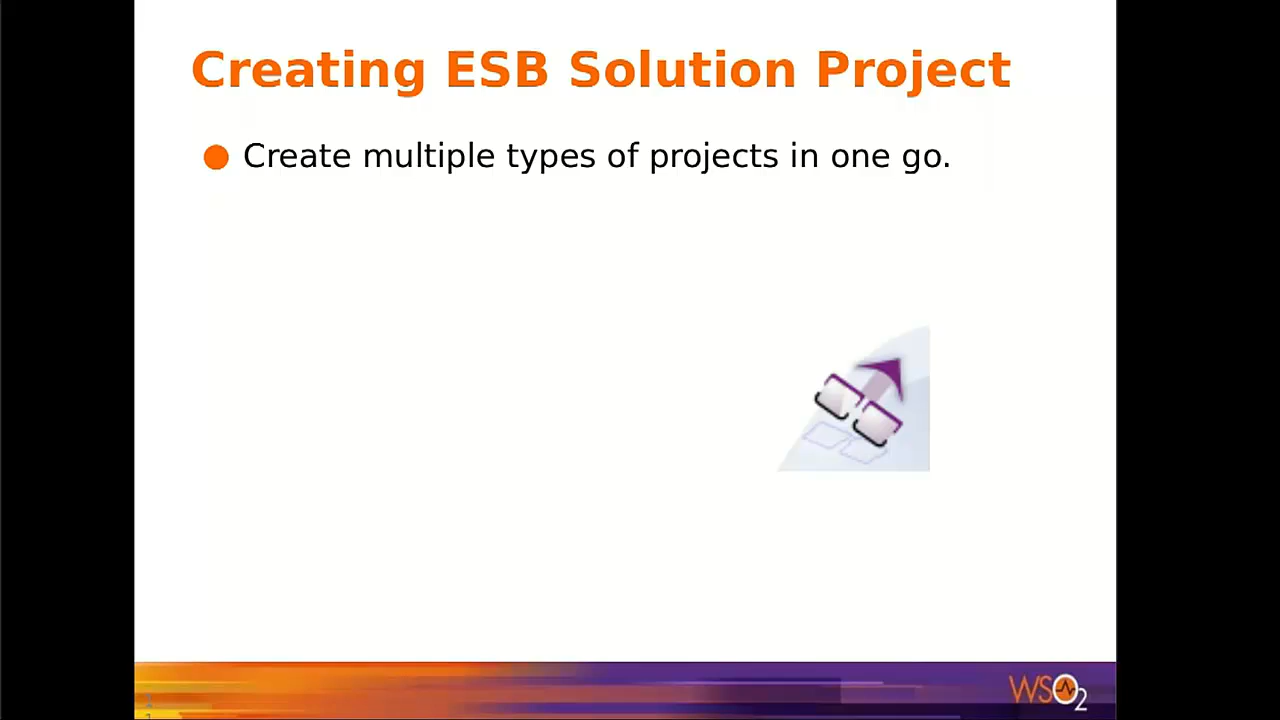 Creating ESB Solution Project
Create multiple types of projects in one go.
WSO2